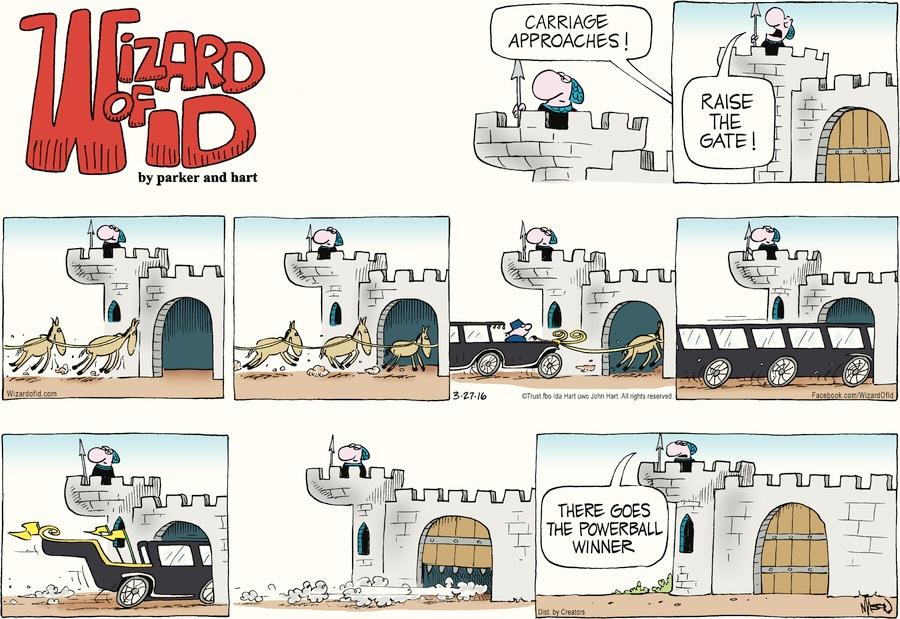 WIZARD
OF
ID
by parker and hart
CARRIAGE
APPROACHES!
RAISE
THE
GATE!
WizardofId.com
3-27-16
©Trust fbo Ida Hart uwo John Hart. All rights reserved.
Facebook.com/WizardOfId
THERE GOES
THE POWERBALL
WINNER
Dist. by Creators